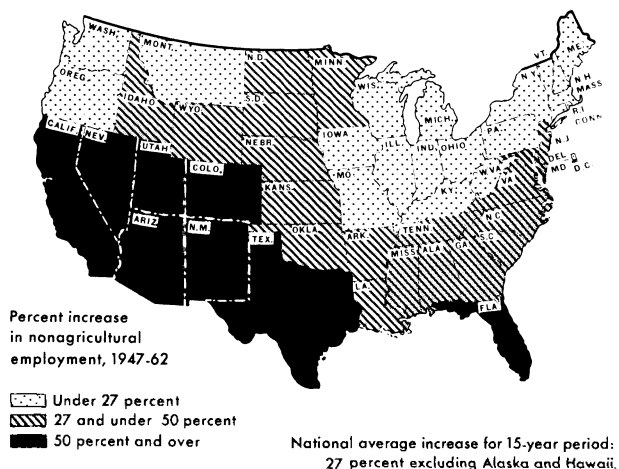 WASH.
MONT.
N.D.
MINN.
VT.
ME.
OREG.
IDAHO
WYO.
S.D.
WIS.
MICH.
N.Y.
N.H.
MASS.
R.I.
CONN.
CALIF.
NEV.
UTAH.
COLO.
NEBR.
IOWA
ILL.
IND.
OHIO
PA.
N.J.
DEL.
MD.
D.C.
KANS.
MO.
KY.
W.VA.
VA.
ARIZ.
N.M.
TEX.
OKLA.
ARK.
TENN.
N.C.
S.C.
MISS.
ALA.
GA.
LA.
FLA.
Percent increase
in nonagricultural
employment, 1947-62
Under 27 percent
27 and under 50 percent
50 percent and over
National average increase for 15-year period:
27 percent excluding Alaska and Hawaii.